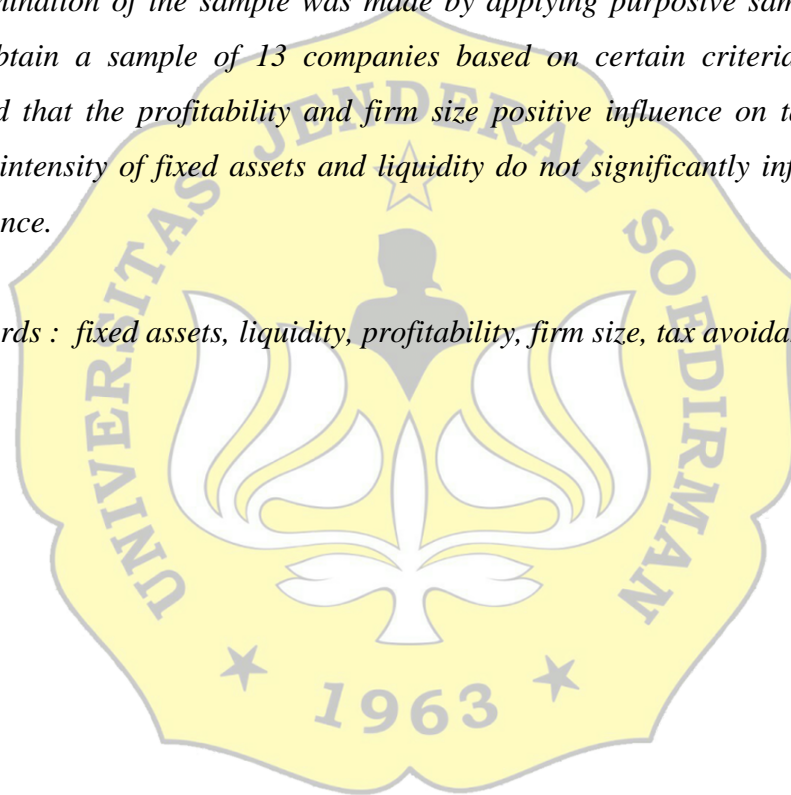 ination of the sample was made by applying purposive sam
btain a sample of 13 companies based on certain criteria
d that the profitability and firm size positive influence on t
intensity of fixed assets and liquidity do not significantly in
nce.
rds : fixed assets, liquidity, profitability, firm size, tax avoida
UNIVERSITAS JENDERAL SOEDIRMAN
1963